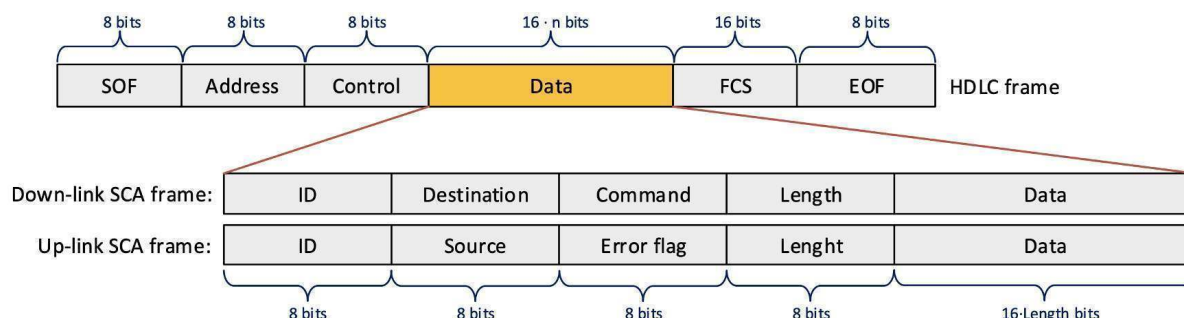 8 bits 8 bits 8 bits 16 · n bits 16 bits 8 bits
SOF Address Control Data FCS EOF HDLC frame
Down-link SCA frame: ID Destination Command Length Data
Up-link SCA frame: ID Source Error flag Lenght Data
8 bits 8 bits 8 bits 8 bits 16·Length bits